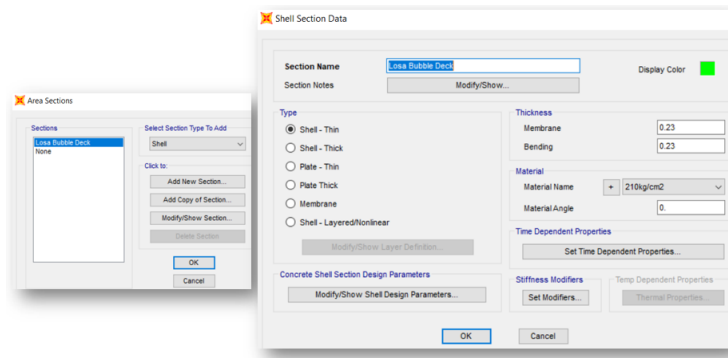 Area Sections
Sections
Losa Bubble Deck
None
Select Section Type To Add
Shell
Click to:
Add New Section...
Add Copy of Section...
Modify/Show Section...
Delete Section
OK
Cancel
Shell Section Data
Section Name
Losa Bubble Deck
Section Notes
Modify/Show...
Display Color
Type
Shell - Thin
Shell - Thick
Plate - Thin
Plate Thick
Membrane
Shell - Layered/Nonlinear
Modify/Show Layer Definition...
Concrete Shell Section Design Parameters
Modify/Show Shell Design Parameters...
Thickness
Membrane
0.23
Bending
0.23
Material
Material Name
+
210kg/cm2
Material Angle
0.
Time Dependent Properties
Set Time Dependent Properties...
Stiffness Modifiers
Set Modifiers...
Temp Dependent Properties
Thermal Properties...
OK
Cancel